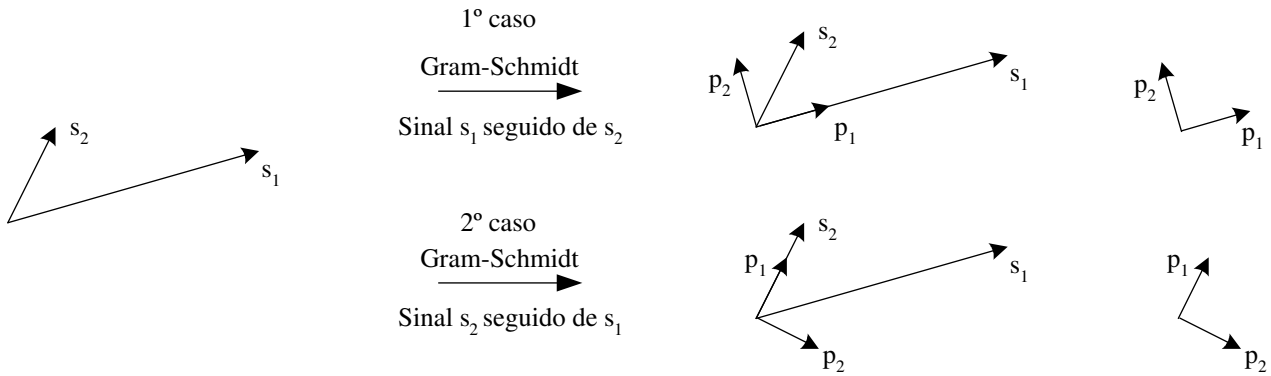 s₂
s₁
1º caso
Gram-Schmidt
Sinal s₁ seguido de s₂
p₂
s₂
s₁
p₁
p₂
p₁
2º caso
Gram-Schmidt
Sinal s₂ seguido de s₁
s₂
p₁
s₁
p₂
p₁
p₂